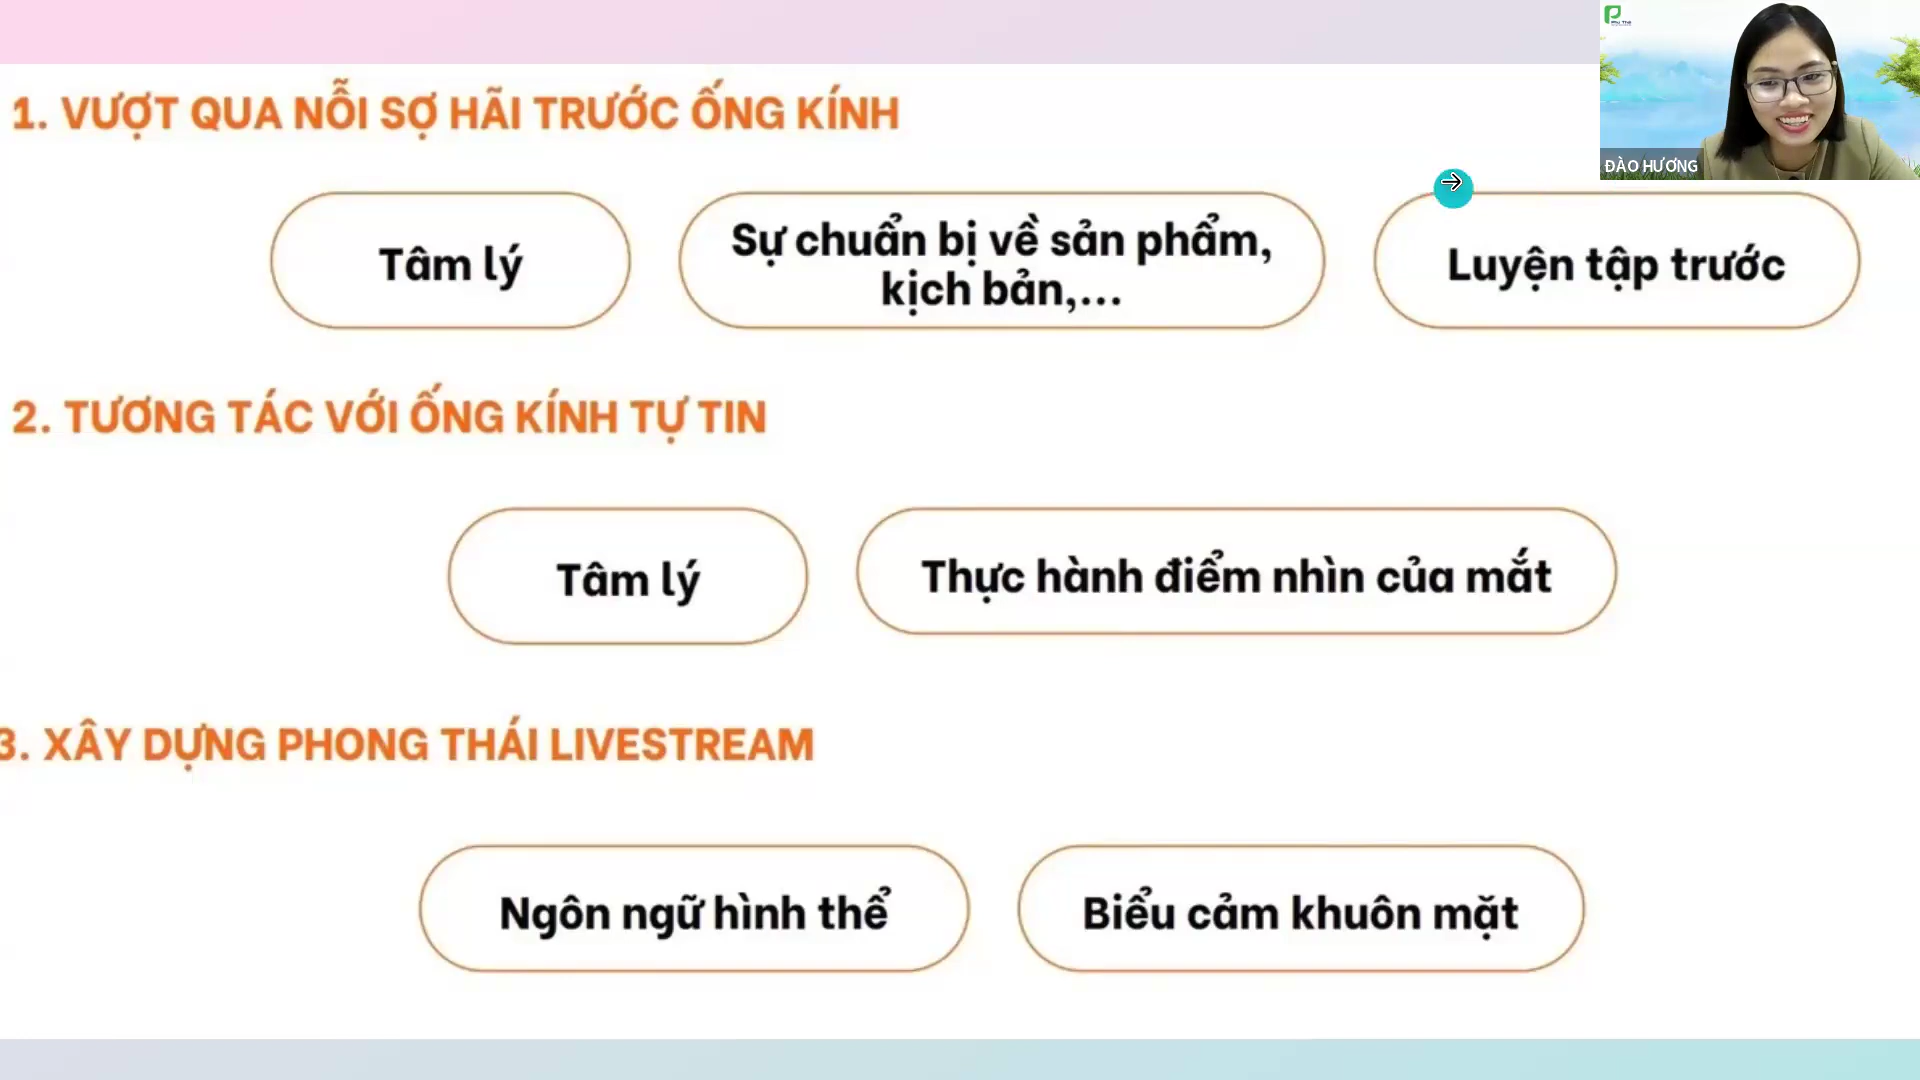 1. VƯỢT QUA NỖI SỢ HÃI TRƯỚC ỐNG KÍNH
Tâm lý
Sự chuẩn bị về sản phẩm,
kịch bản,...
Luyện tập trước
2. TƯƠNG TÁC VỚI ỐNG KÍNH TỰ TIN
Tâm lý
Thực hành điểm nhìn của mắt
3. XÂY DỰNG PHONG THÁI LIVESTREAM
Ngôn ngữ hình thể
Biểu cảm khuôn mặt
ĐÀO HƯƠNG